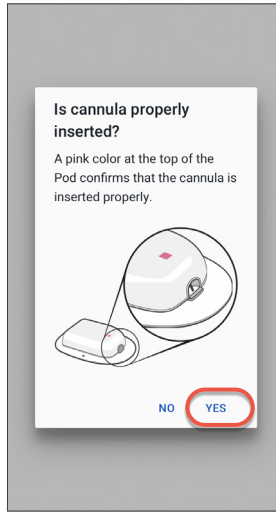 Is cannula properly
inserted?
A pink color at the top of the
Pod confirms that the cannula is
inserted properly.
NO YES